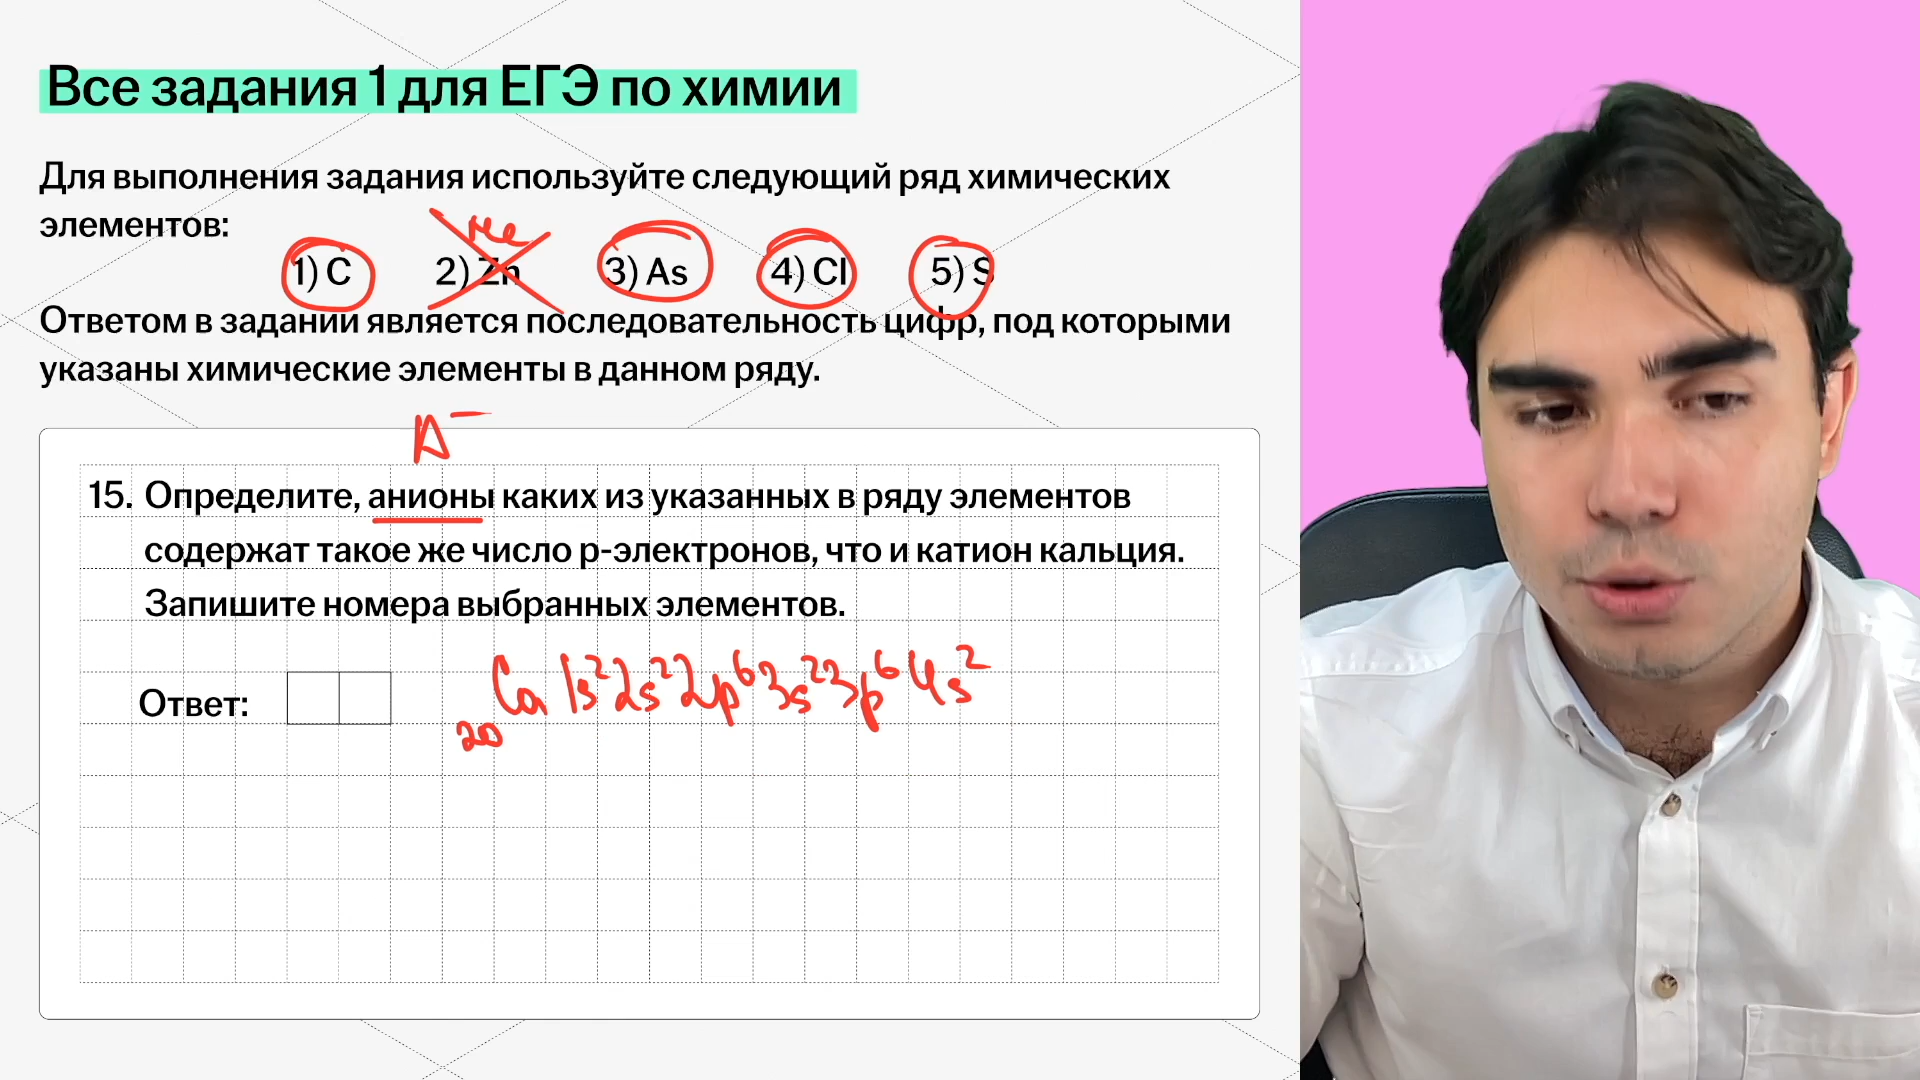 Все задания 1 для ЕГЭ по химии
Для выполнения задания используйте следующий ряд химических
элементов:
Me
1) C 2) Zn 3) As 4) Cl 5) S
Ответом в задании является последовательность цифр, под которыми
указаны химические элементы в данном ряду.
A⁻
15. Определите, анионы каких из указанных в ряду элементов
содержат такое же число p-электронов, что и катион кальция.
Запишите номера выбранных элементов.
Ответ:
₂₀Ca 1s²2s²2p⁶3s²3p⁶4s²